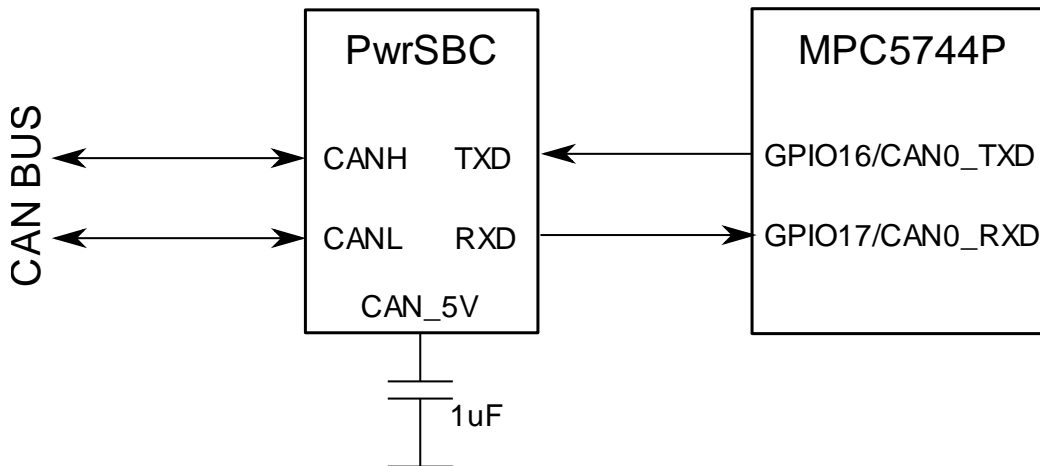 CAN BUS
PwrSBC
CANH TXD
CANL RXD
CAN_5V
1uF
MPC5744P
GPIO16/CAN0_TXD
GPIO17/CAN0_RXD